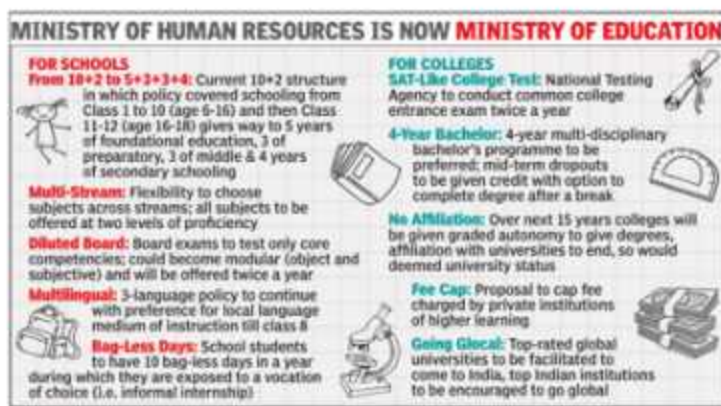 MINISTRY OF HUMAN RESOURCES IS NOW MINISTRY OF EDUCATION
FOR SCHOOLS
From 10+2 to 5+3+3+4: Current 10+2 structure
in which policy covered schooling from
Class 1 to 10 (age 6-16) and then Class
11-12 (age 16-18) gives way to 5 years
of foundational education, 3 of
preparatory, 3 of middle & 4 years
of secondary schooling
Multi-Stream: Flexibility to choose
subjects across streams; all subjects to be
offered at two levels of proficiency
Diluted Board: Board exams to test only core
competencies; could become modular (object and
subjective) and will be offered twice a year
Multilingual: 3-language policy to continue
with preference for local language
medium of instruction till class 8
Bag-Less Days: School students
to have 10 bag-less days in a year
during which they are exposed to a vocation
of choice (i.e. informal internship)
FOR COLLEGES
SAT-Like College Test: National Testing
Agency to conduct common college
entrance exam twice a year
4-Year Bachelor: 4-year multi-disciplinary
bachelor's programme to be
preferred; mid-term dropouts
to be given credit with option to
complete degree after a break
No Affiliation: Over next 15 years colleges will
be given graded autonomy to give degrees,
affiliation with universities to end, so would
deemed university status
Fee Cap: Proposal to cap fee
charged by private institutions
of higher learning
Going Glocal: Top-rated global
universities to be facilitated to
come to India, top Indian institutions
to be encouraged to go global